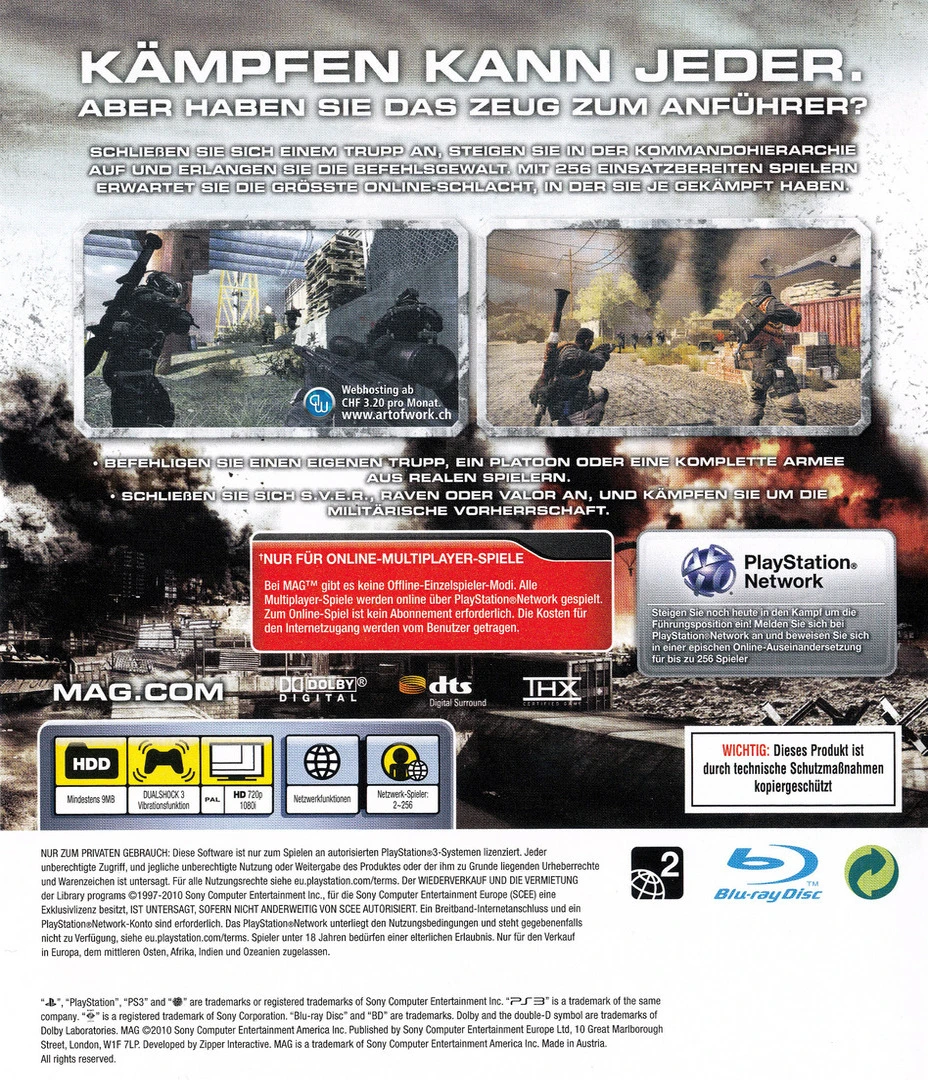 KÄMPFEN KANN JEDER.
ABER HABEN SIE DAS ZEUG ZUM ANFÜHRER?
SCHLIEßEN SIE SICH EINEM TRUPP AN, STEIGEN SIE IN DER KOMMANDOHIERARCHIE
AUF UND ERLANGEN SIE DIE BEFEHLSGEWALT. MIT 256 EINSATZBEREITEN SPIELERN
ERWARTET SIE DIE GRÖSSTE ONLINE-SCHLACHT, IN DER SIE JE GEKÄMPFT HABEN.
Webhosting ab
CHF 3.20 pro Monat.
www.artofwork.ch
• BEFEHLIGEN SIE EINEN EIGENEN TRUPP, EIN PLATOON ODER EINE KOMPLETTE ARMEE
AUS REALEN SPIELERN.
• SCHLIEßEN SIE SICH S.V.E.R., RAVEN ODER VALOR AN, UND KÄMPFEN SIE UM DIE
MILITÄRISCHE VORHERRSCHAFT.
†NUR FÜR ONLINE-MULTIPLAYER-SPIELE
Bei MAG™ gibt es keine Offline-Einzelspieler-Modi. Alle
Multiplayer-Spiele werden online über PlayStation®Network gespielt.
Zum Online-Spiel ist kein Abonnement erforderlich. Die Kosten für
den Internetzugang werden vom Benutzer getragen.
PlayStation®
Network
Steigen Sie noch heute in den Kampf um die
Führungsposition ein! Melden Sie sich bei
PlayStation®Network an und beweisen Sie sich
in einer epischen Online-Auseinandersetzung
für bis zu 256 Spieler
MAG.COM
DOLBY®
DIGITAL
dts
Digital Surround
THX
CERTIFIED GAME
HDD
Mindestens 9MB
DUALSHOCK 3
Vibrationsfunktion
PAL
HD 720p
1080i
Netzwerkfunktionen
Netzwerk-Spieler:
2~256
WICHTIG: Dieses Produkt ist
durch technische Schutzmaßnahmen
kopiergeschützt
NUR ZUM PRIVATEN GEBRAUCH: Diese Software ist nur zum Spielen an autorisierten PlayStation®3-Systemen lizenziert. Jeder
unberechtigte Zugriff, und jegliche unberechtigte Nutzung oder Weitergabe des Produktes oder der ihm zu Grunde liegenden Urheberrechte
und Warenzeichen ist untersagt. Für alle Nutzungsrechte siehe eu.playstation.com/terms. Der WIEDERVERKAUF UND DIE VERMIETUNG
der Library programs ©1997-2010 Sony Computer Entertainment Inc., für die Sony Computer Entertainment Europe (SCEE) eine
Exklusivlizenz besitzt, IST UNTERSAGT, SOFERN NICHT ANDERWEITIG VON SCEE AUTORISIERT. Ein Breitband-Internetanschluss und ein
PlayStation®Network-Konto sind erforderlich. Das PlayStation®Network unterliegt den Nutzungsbedingungen und steht gegebenenfalls
nicht zu Verfügung, siehe eu.playstation.com/terms. Spieler unter 18 Jahren bedürfen einer elterlichen Erlaubnis. Nur für den Verkauf
in Europa, dem mittleren Osten, Afrika, Indien und Ozeanien zugelassen.
2
Blu-ray Disc™
“ ”, “PlayStation”, “PS3” and “ ” are trademarks or registered trademarks of Sony Computer Entertainment Inc. “PS3” is a trademark of the same
company. “ ” is a registered trademark of Sony Corporation. “Blu-ray Disc” and “BD” are trademarks. Dolby and the double-D symbol are trademarks of
Dolby Laboratories. MAG ©2010 Sony Computer Entertainment America Inc. Published by Sony Computer Entertainment Europe Ltd, 10 Great Marlborough
Street, London, W1F 7LP. Developed by Zipper Interactive. MAG is a trademark of Sony Computer Entertainment America Inc. Made in Austria.
All rights reserved.